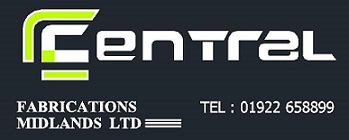 CENTRAL
FABRICATIONS
MIDLANDS LTD
TEL : 01922 658899